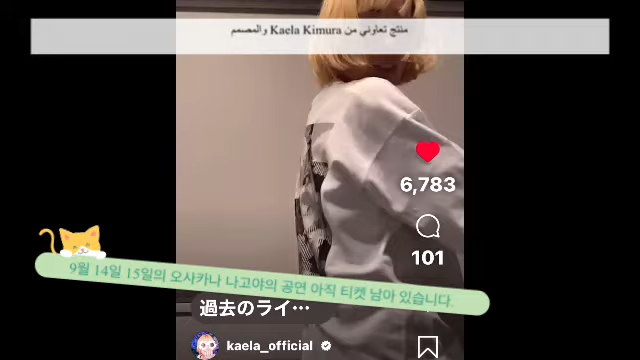 منتج تعاوني من Kaela Kimura والمصمم
6,783
101
9월 14일 15일의 오사카나 나고야의 공연 아직 티켓 남아 있습니다.
過去のライ…
kaela_official